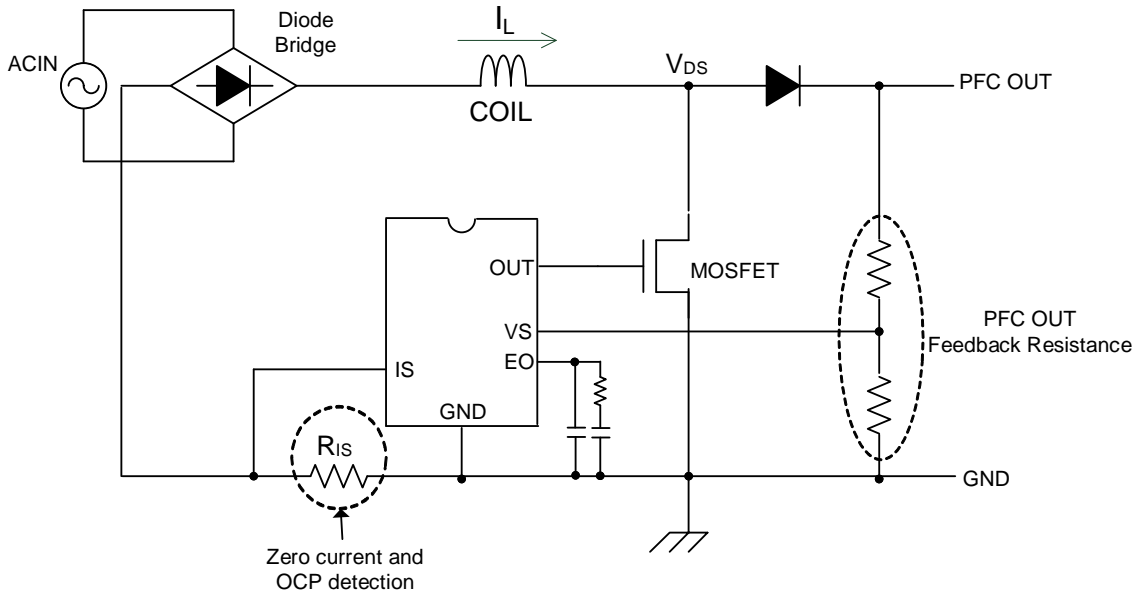 Diode
Bridge
ACIN
IL
COIL
VDS
PFC OUT
OUT
MOSFET
VS
EO
IS
GND
PFC OUT
Feedback Resistance
RIS
GND
Zero current and
OCP detection